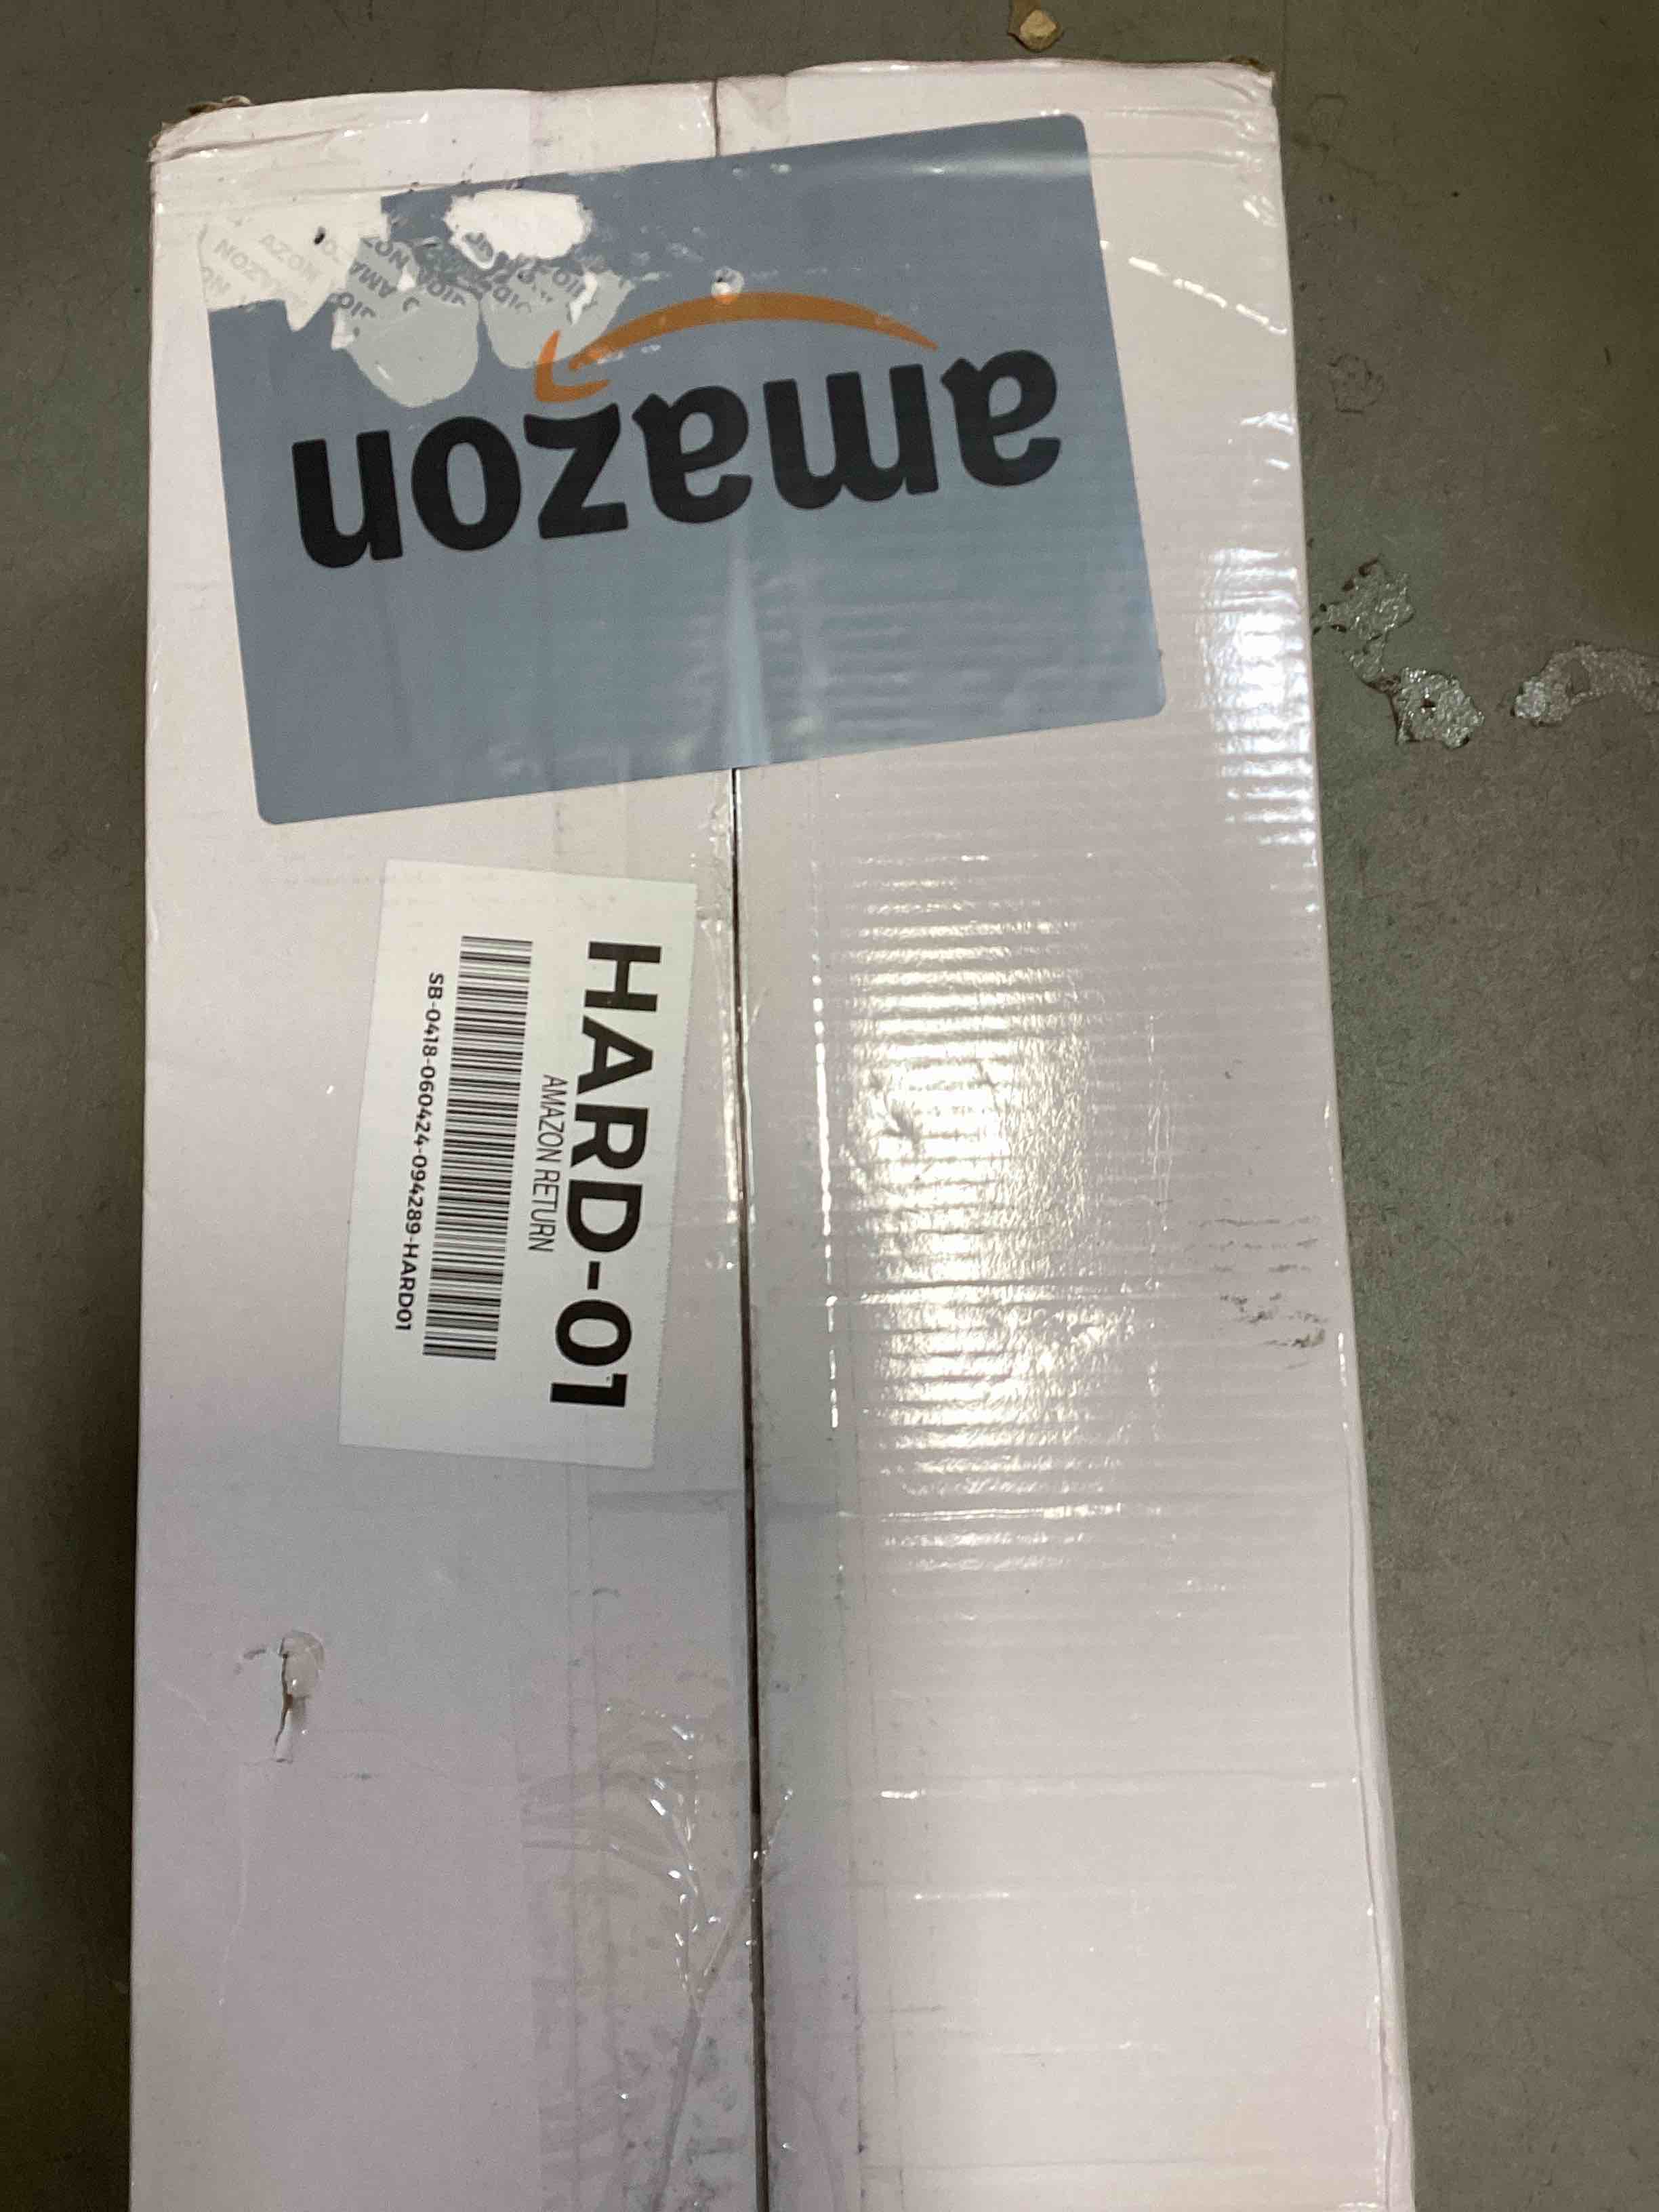 amazon
HARD-01
AMAZON RETURN
SB-0418-060424-094289-HARD01